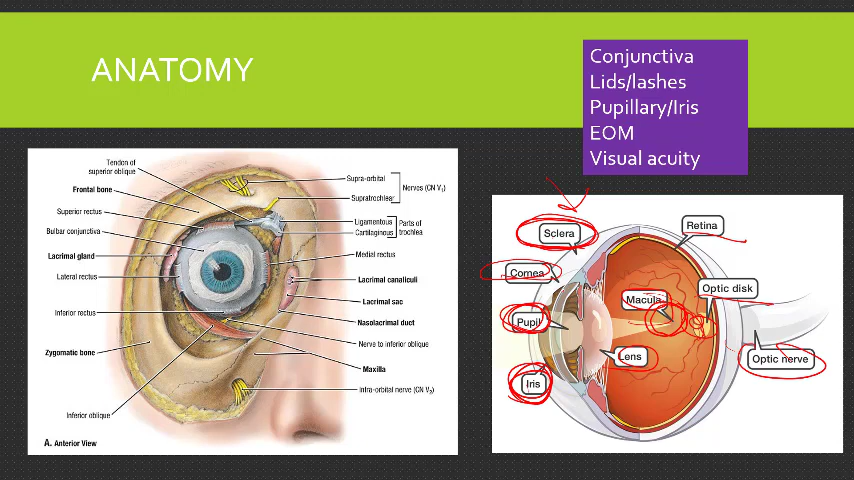 ANATOMY
Conjunctiva
Lids/lashes
Pupillary/Iris
EOM
Visual acuity
Tendon of
superior oblique
Frontal bone
Superior rectus
Bulbar conjunctiva
Lacrimal gland
Lateral rectus
Inferior rectus
Zygomatic bone
Inferior oblique
Supra-orbital
Supratrochlear
Nerves (CN V₁)
Ligamentous
Cartilaginous
Parts of
trochlea
Medial rectus
Lacrimal canaliculi
Lacrimal sac
Nasolacrimal duct
Nerve to inferior oblique
Maxilla
Infra-orbital nerve (CN V₂)
A. Anterior View
Sclera
Cornea
Pupil
Iris
Lens
Macula
Retina
Optic disk
Optic nerve